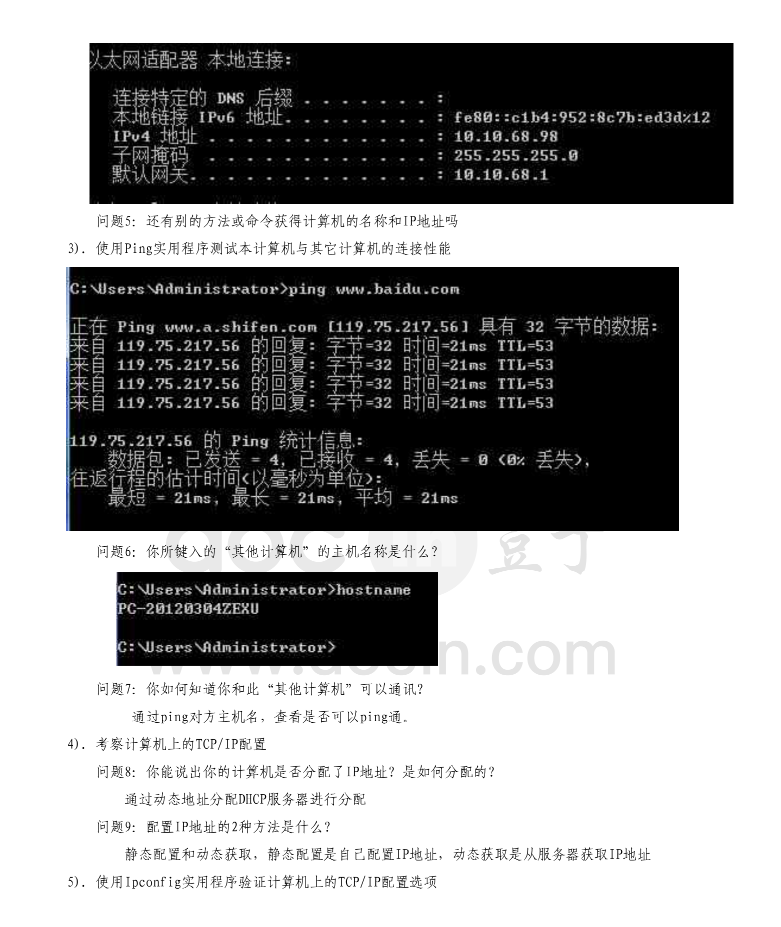 以太网适配器 本地连接:
连接特定的 DNS 后缀 . . . . . . . :
本地链接 IPv6 地址. . . . . . . . : fe80::c1b4:952:8c7b:ed3d%12
IPv4 地址 . . . . . . . . . . . . : 10.10.68.98
子网掩码 . . . . . . . . . . . . : 255.255.255.0
默认网关. . . . . . . . . . . . . : 10.10.68.1
问题5: 还有别的方法或命令获得计算机的名称和IP地址吗
3). 使用Ping实用程序测试本计算机与其它计算机的连接性能
C:\Users\Administrator>ping www.baidu.com
正在 Ping www.a.shifen.com [119.75.217.56] 具有 32 字节的数据:
来自 119.75.217.56 的回复: 字节=32 时间=21ms TTL=53
来自 119.75.217.56 的回复: 字节=32 时间=21ms TTL=53
来自 119.75.217.56 的回复: 字节=32 时间=21ms TTL=53
来自 119.75.217.56 的回复: 字节=32 时间=21ms TTL=53
119.75.217.56 的 Ping 统计信息:
数据包: 已发送 = 4, 已接收 = 4, 丢失 = 0 (0% 丢失),
往返行程的估计时间(以毫秒为单位):
最短 = 21ms, 最长 = 21ms, 平均 = 21ms
问题6: 你所键入的“其他计算机”的主机名称是什么?
豆丁
C:\Users\Administrator>hostname
PC-20120304ZEXU
C:\Users\Administrator>
www.docin.com
问题7: 你如何知道你和此“其他计算机”可以通讯?
通过ping对方主机名, 查看是否可以ping通。
4). 考察计算机上的TCP/IP配置
问题8: 你能说出你的计算机是否分配了IP地址? 是如何分配的?
通过动态地址分配DHCP服务器进行分配
问题9: 配置IP地址的2种方法是什么?
静态配置和动态获取, 静态配置是自己配置IP地址, 动态获取是从服务器获取IP地址
5). 使用Ipconfig实用程序验证计算机上的TCP/IP配置选项